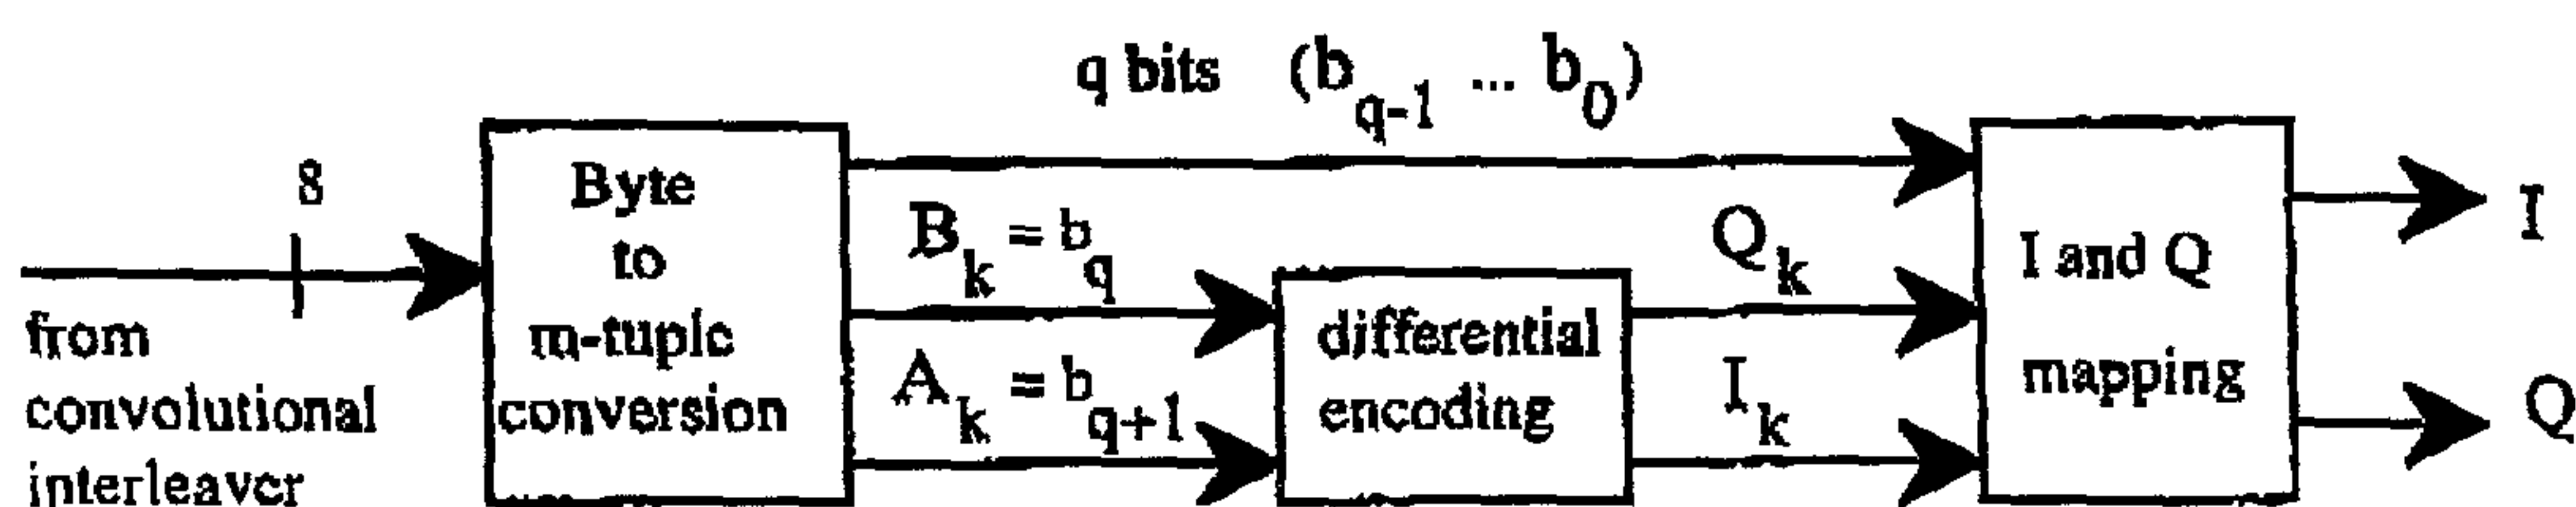 q bits (b_{q-1} ... b_0)
8
from
convolutional
interleaver
Byte
to
m-tuple
conversion
B_k = b_q
A_k = b_{q+1}
differential
encoding
Q_k
I_k
I and Q
mapping
I
Q